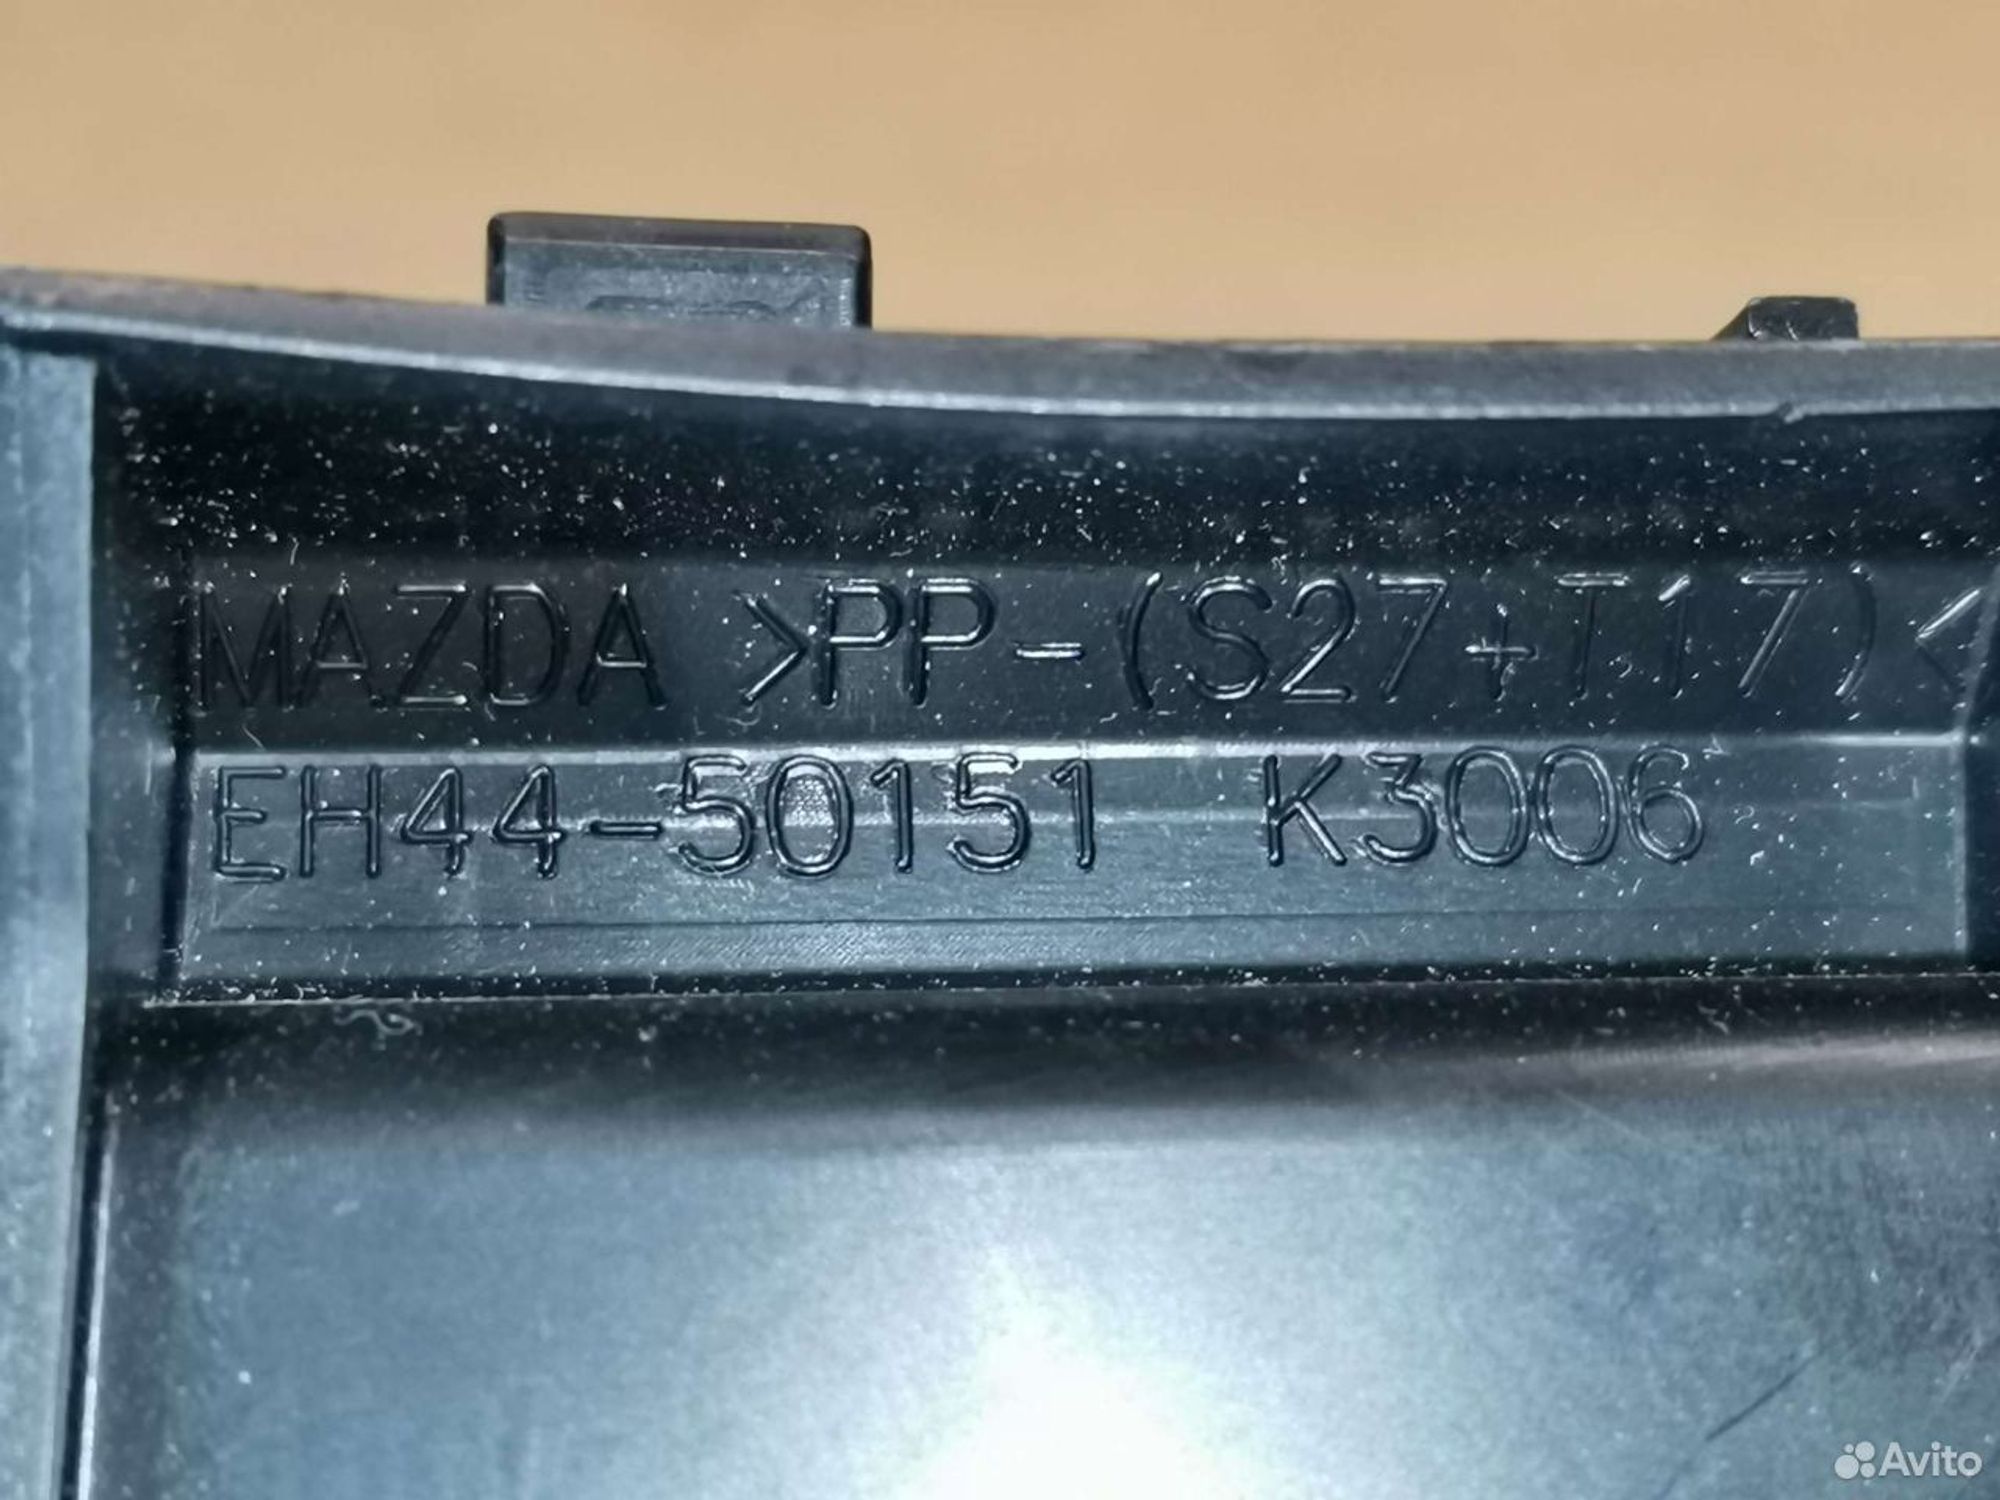 MAZDA >PP-(S27+T17)<
EH44-50151 K3006
Avito